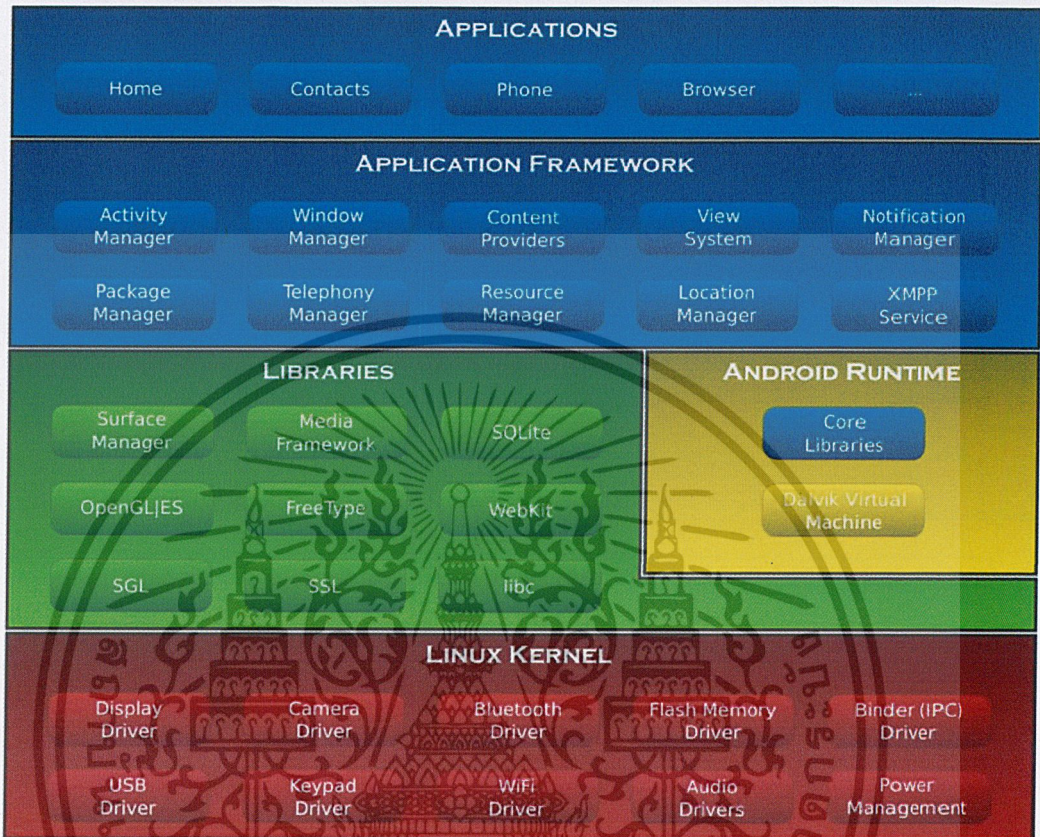 APPLICATIONS
Home
Contacts
Phone
Browser
...
APPLICATION FRAMEWORK
Activity
Manager
Window
Manager
Content
Providers
View
System
Notification
Manager
Package
Manager
Telephony
Manager
Resource
Manager
Location
Manager
XMPP
Service
LIBRARIES
Surface
Manager
Media
Framework
SQLite
OpenGL|ES
FreeType
WebKit
SGL
SSL
libc
ANDROID RUNTIME
Core
Libraries
Dalvik Virtual
Machine
LINUX KERNEL
Display
Driver
Camera
Driver
Bluetooth
Driver
Flash Memory
Driver
Binder (IPC)
Driver
USB
Driver
Keypad
Driver
WiFi
Driver
Audio
Drivers
Power
Management